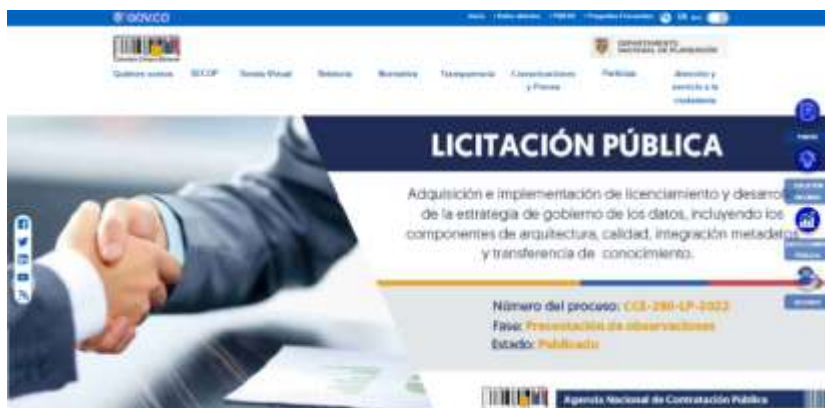 GOV.CO
DEPARTAMENTO
NACIONAL DE PLANEACIÓN
Quiénes somos SECOP Tienda Virtual Relatoría Normativa Transparencia Comunicaciones
y Prensa Participa Atención y
servicio a la
ciudadanía
LICITACIÓN PÚBLICA
Adquisición e implementación de licenciamiento y desarrol
de la estrategia de gobierno de los datos, incluyendo los
componentes de arquitectura, calidad, integración metadatos
y transferencia de conocimiento.
Número del proceso: CCE-280-LP-2022
Fase: Presentación de observaciones
Estado: Publicado
Agencia Nacional de Contratación Pública